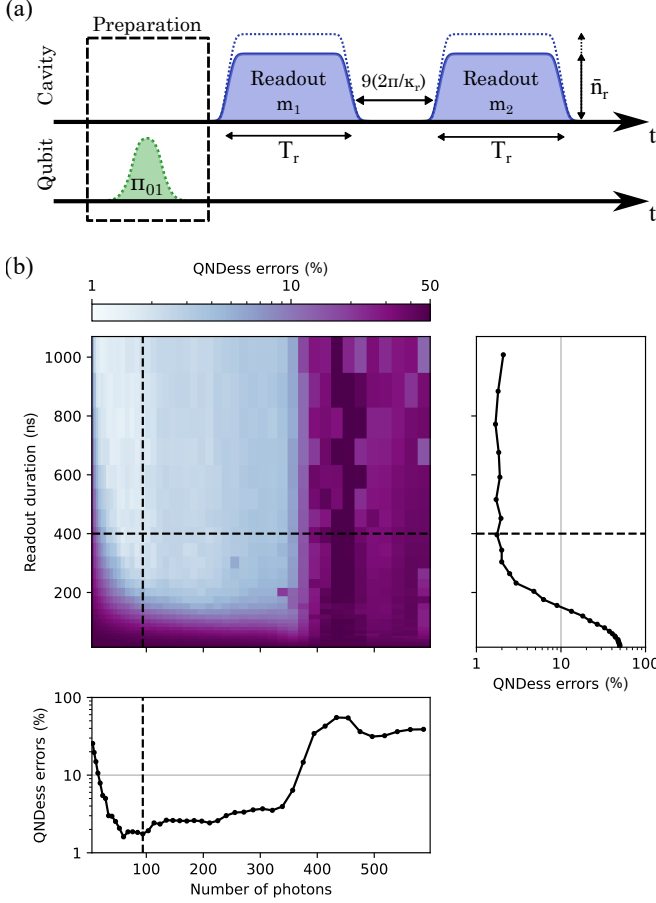 (a)
Preparation
Cavity
Readout
m₁
9(2π/κᵣ)
Readout
m₂
n̄ᵣ
t
Tᵣ
Tᵣ
Qubit
π₀₁
t
(b)
QNDess errors (%)
1 10 50
Readout duration (ns)
1000
800
600
400
200
1 10 100
QNDess errors (%)
QNDess errors (%)
100
10
1
100 200 300 400 500
Number of photons